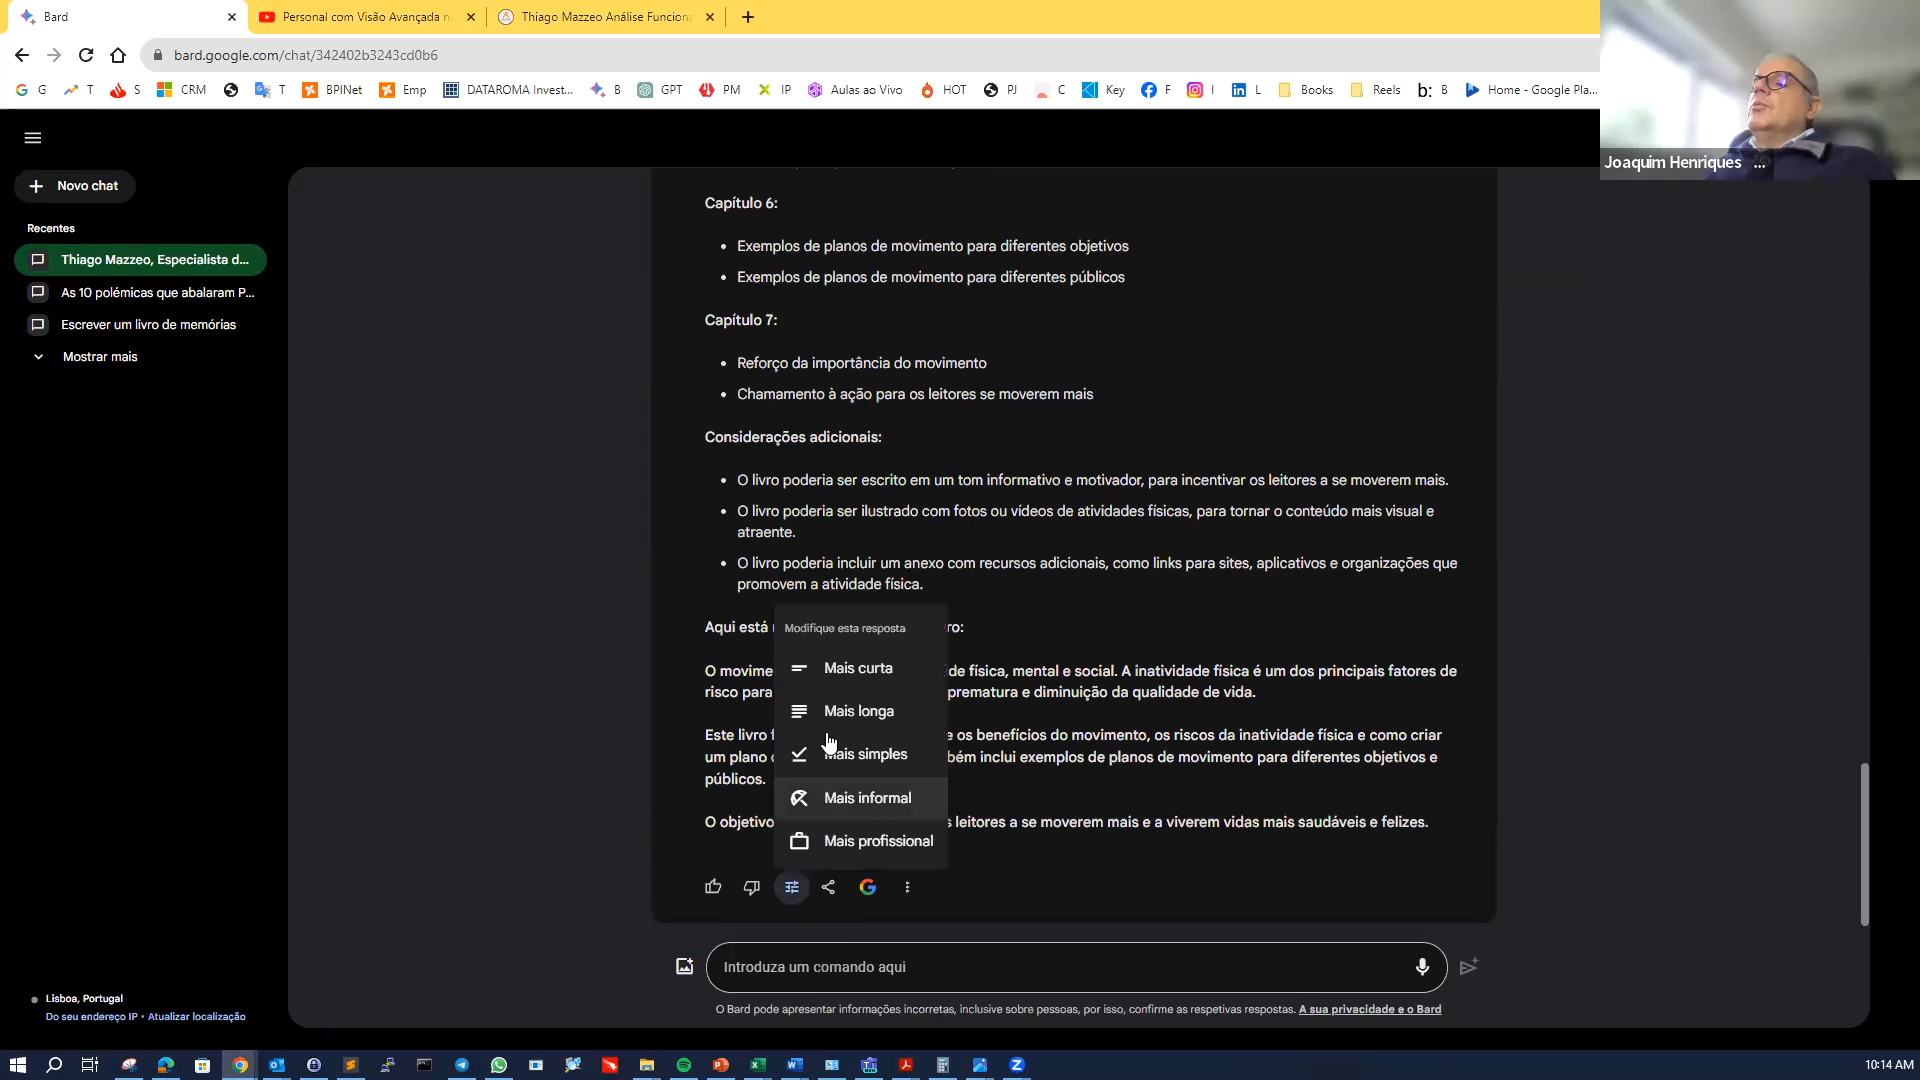 Bard
Personal com Visão Avançada n
Thiago Mazzeo Análise Funciona
bard.google.com/chat/342402b3243cd0b6
G
T
S
CRM
T
BPINet
Emp
DATAROMA Invest...
B
GPT
PM
IP
Aulas ao Vivo
HOT
PJ
C
Key
F
I
L
Books
Reels
b: B
Home - Google Pla...
Joaquim Henriques ...
Novo chat
Recentes
Thiago Mazzeo, Especialista d...
As 10 polémicas que abalaram P...
Escrever um livro de memórias
Mostrar mais
Capítulo 6:
• Exemplos de planos de movimento para diferentes objetivos
• Exemplos de planos de movimento para diferentes públicos
Capítulo 7:
• Reforço da importância do movimento
• Chamamento à ação para os leitores se moverem mais
Considerações adicionais:
• O livro poderia ser escrito em um tom informativo e motivador, para incentivar os leitores a se moverem mais.
• O livro poderia ser ilustrado com fotos ou vídeos de atividades físicas, para tornar o conteúdo mais visual e
atraente.
• O livro poderia incluir um anexo com recursos adicionais, como links para sites, aplicativos e organizações que
promovem a atividade física.
Aqui está ro:
O movime de física, mental e social. A inatividade física é um dos principais fatores de
risco para prematura e diminuição da qualidade de vida.
Este livro e os benefícios do movimento, os riscos da inatividade física e como criar
um plano bém inclui exemplos de planos de movimento para diferentes objetivos e
públicos.
O objetivo s leitores a se moverem mais e a viverem vidas mais saudáveis e felizes.
Modifique esta resposta
Mais curta
Mais longa
Mais simples
Mais informal
Mais profissional
Introduza um comando aqui
O Bard pode apresentar informações incorretas, inclusive sobre pessoas, por isso, confirme as respetivas respostas. A sua privacidade e o Bard
Lisboa, Portugal
Do seu endereço IP • Atualizar localização
10:14 AM